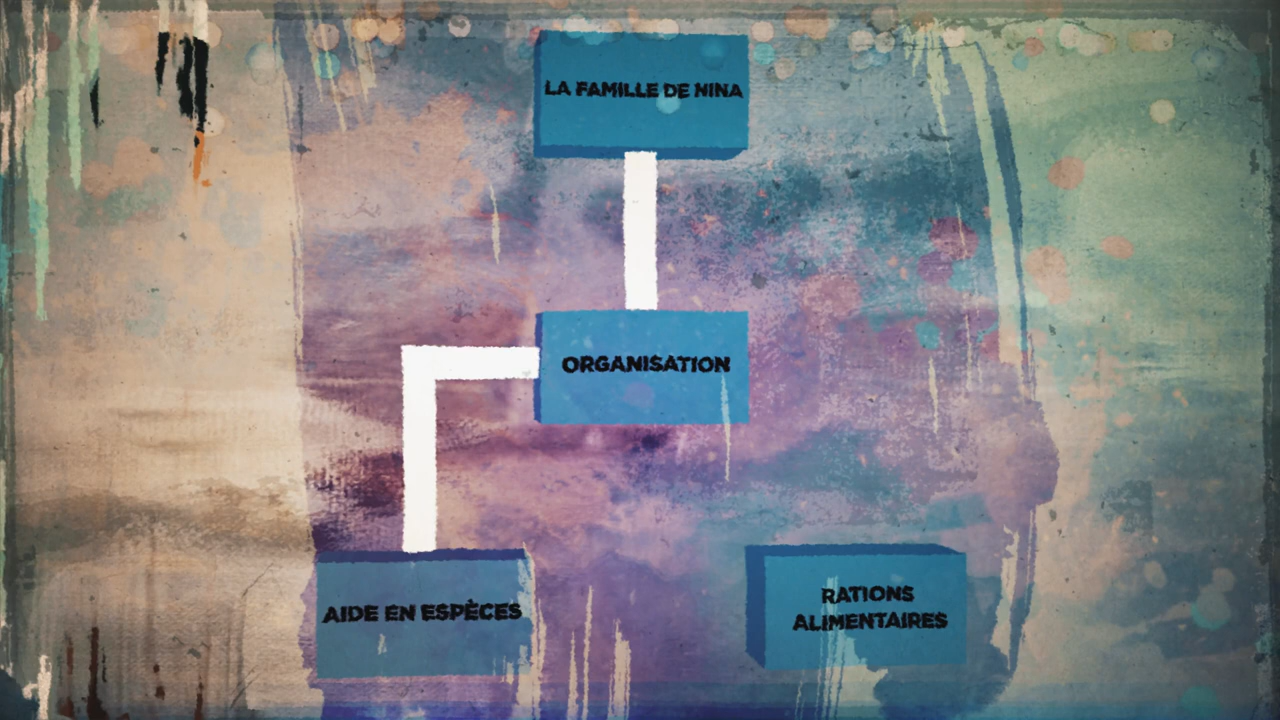 LA FAMILLE DE NINA
ORGANISATION
AIDE EN ESPÈCES
RATIONS
ALIMENTAIRES